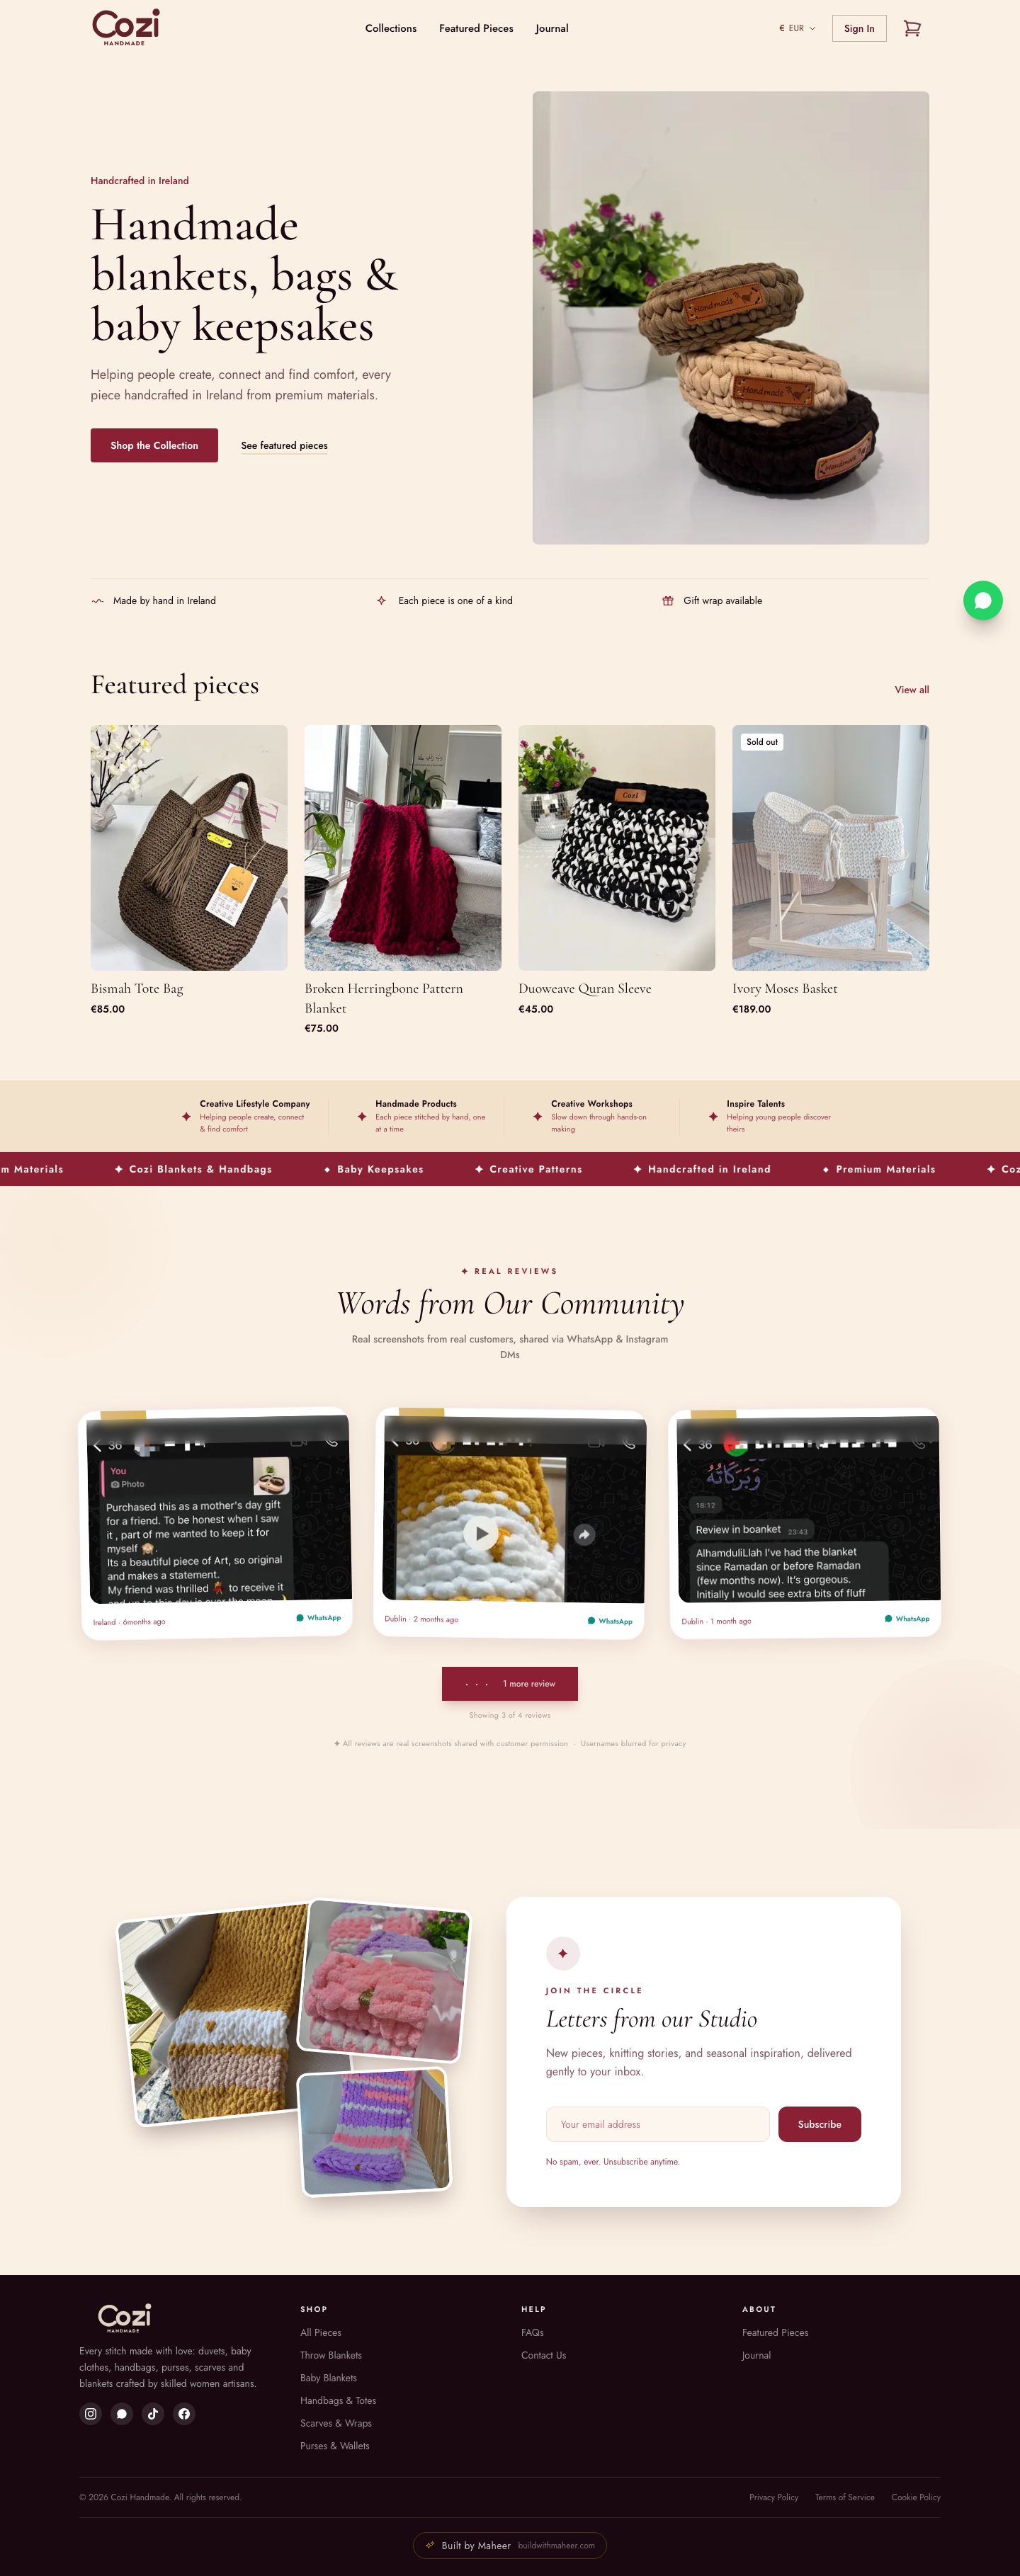 Cozi
HANDMADE
Collections
Featured Pieces
Journal
€ EUR
Sign In
Handcrafted in Ireland
Handmade
blankets, bags &
baby keepsakes
Helping people create, connect and find comfort, every
piece handcrafted in Ireland from premium materials.
Shop the Collection
See featured pieces
Handmade
Handmade
Handmade
Made by hand in Ireland
Each piece is one of a kind
Gift wrap available
Featured pieces
View all
Cozi
Sold out
Bismah Tote Bag
€85.00
Broken Herringbone Pattern
Blanket
€75.00
Duoweave Quran Sleeve
€45.00
Ivory Moses Basket
€189.00
Creative Lifestyle Company
Helping people create, connect
& find comfort
Handmade Products
Each piece stitched by hand, one
at a time
Creative Workshops
Slow down through hands-on
making
Inspire Talents
Helping young people discover
theirs
m Materials
✦ Cozi Blankets & Handbags
◆ Baby Keepsakes
✦ Creative Patterns
✦ Handcrafted in Ireland
◆ Premium Materials
✦ Coz
✦ REAL REVIEWS
Words from Our Community
Real screenshots from real customers, shared via WhatsApp & Instagram
DMs
36
You
Photo
Purchased this as a mother's day gift
for a friend. To be honest when I saw
it , part of me wanted to keep it for
myself 🙈.
Its a beautiful piece of Art, so original
and makes a statement.
My friend was thrilled 💃 to receive it
Ireland · 6months ago
WhatsApp
Dublin · 2 months ago
WhatsApp
36
وَبَرَكَاتُهُ
18:12
Review in boanket 23:43
AlhamduliLlah I've had the blanket
since Ramadan or before Ramadan
(few months now). It's gorgeous.
Initially I would see extra bits of fluff
Dublin · 1 month ago
WhatsApp
· · · 1 more review
Showing 3 of 4 reviews
✦ All reviews are real screenshots shared with customer permission · Usernames blurred for privacy
JOIN THE CIRCLE
Letters from our Studio
New pieces, knitting stories, and seasonal inspiration, delivered
gently to your inbox.
Your email address
Subscribe
No spam, ever. Unsubscribe anytime.
Cozi
HANDMADE
Every stitch made with love: duvets, baby
clothes, handbags, purses, scarves and
blankets crafted by skilled women artisans.
SHOP
All Pieces
Throw Blankets
Baby Blankets
Handbags & Totes
Scarves & Wraps
Purses & Wallets
HELP
FAQs
Contact Us
ABOUT
Featured Pieces
Journal
© 2026 Cozi Handmade. All rights reserved.
Privacy Policy
Terms of Service
Cookie Policy
Built by Maheer buildwithmaheer.com